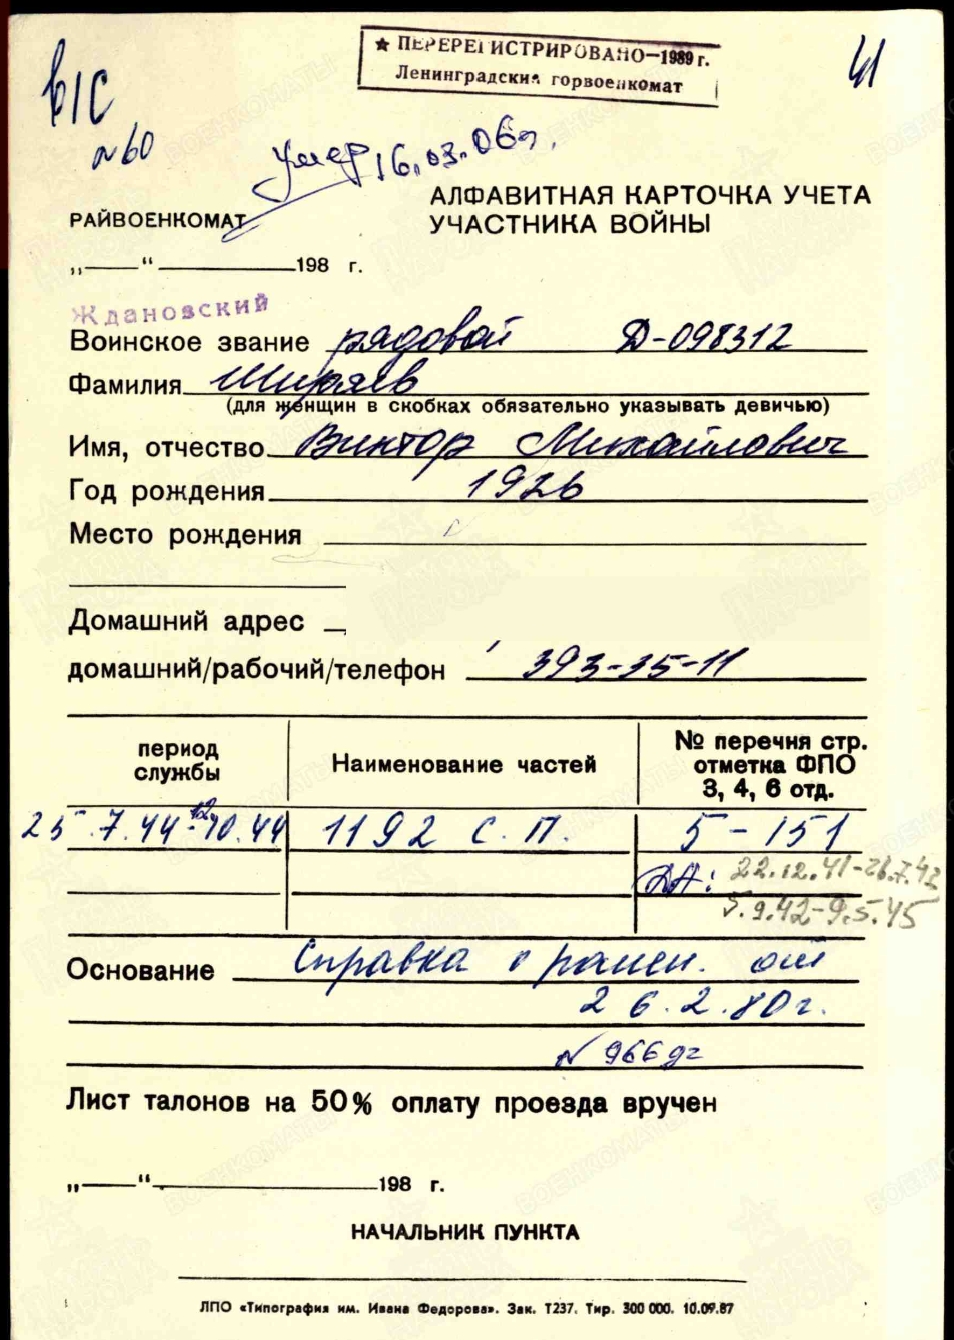 ★ ПЕРЕРЕГИСТРИРОВАНО—1989 г.
Ленинградский горвоенкомат
41
в/с
№60
умер 16.03.06г.
АЛФАВИТНАЯ КАРТОЧКА УЧЕТА
УЧАСТНИКА ВОЙНЫ
РАЙВОЕНКОМАТ
„——“ ————198 г.
Ждановский
Воинское звание рядовой Д-098312
Фамилия Ширяев
(для женщин в скобках обязательно указывать девичью)
Имя, отчество Виктор Михайлович
Год рождения 1926
Место рождения
Домашний адрес
домашний/рабочий/телефон 393-35-11
период
службы
Наименование частей
№ перечня стр.
отметка ФПО
3, 4, 6 отд.
25.7.44-10.44 1192 с.п. 5-151
12
ДА: 22.12.41-26.7.42
5.9.42-9.5.45
Основание Справка о ранен. от
26.2.80г.
№ 966
Лист талонов на 50% оплату проезда вручен
„——“ ————198 г.
НАЧАЛЬНИК ПУНКТА
ЛПО «Типография им. Ивана Федорова». Зак. Т237. Тир. 300 000. 10.09.87